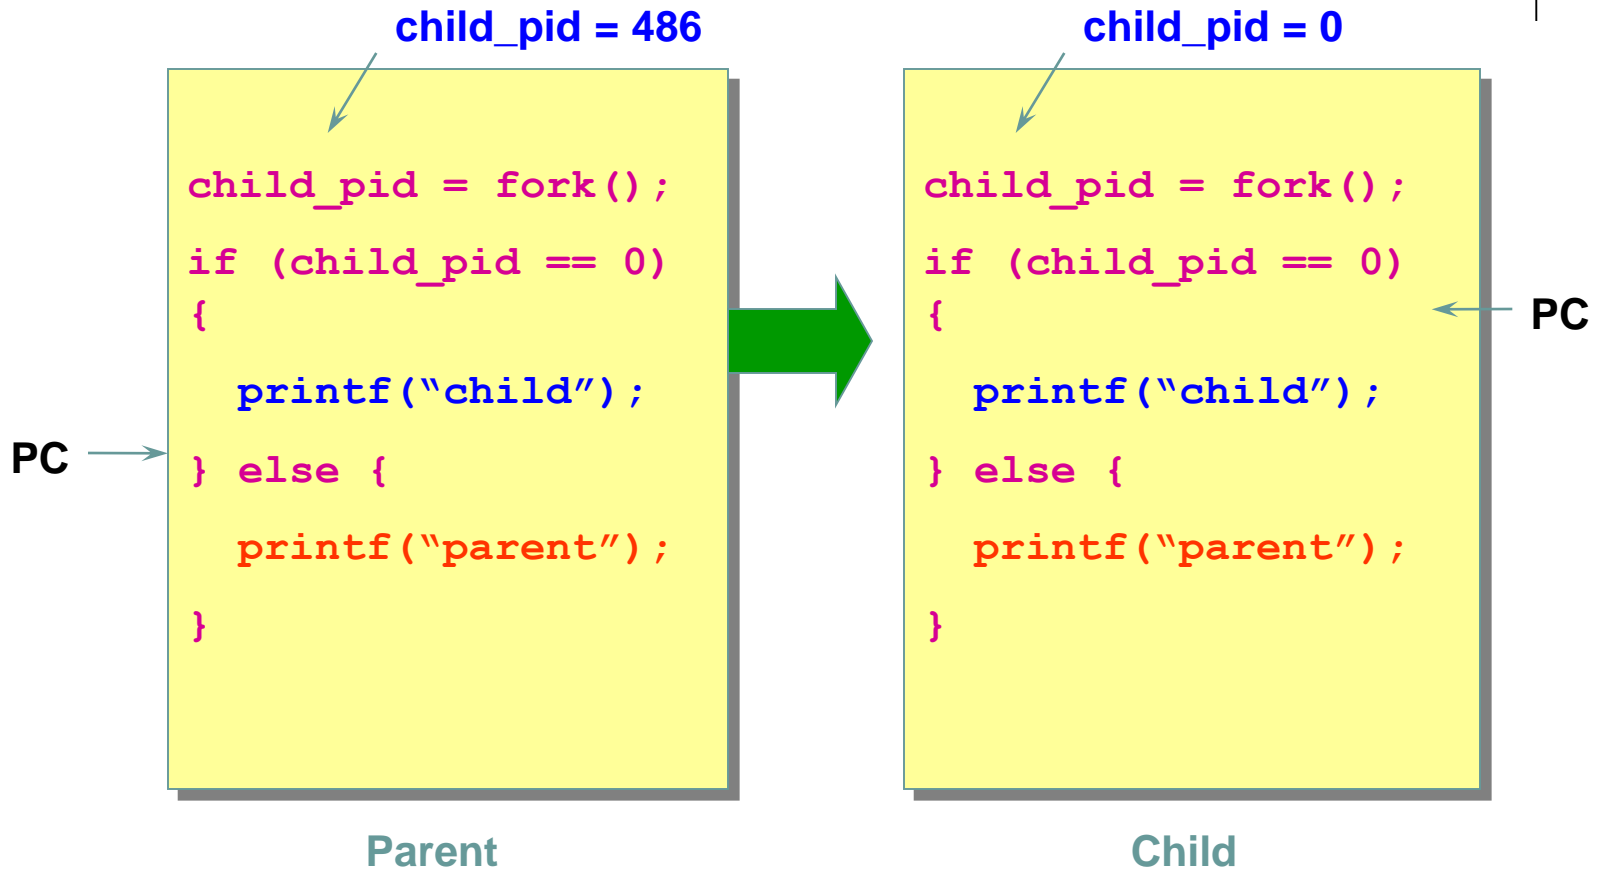 child_pid = 486
child_pid = fork();
if (child_pid == 0)
{
printf(“child”);
} else {
printf(“parent”);
}
PC
Parent
child_pid = 0
child_pid = fork();
if (child_pid == 0)
{
printf(“child”);
} else {
printf(“parent”);
}
PC
Child